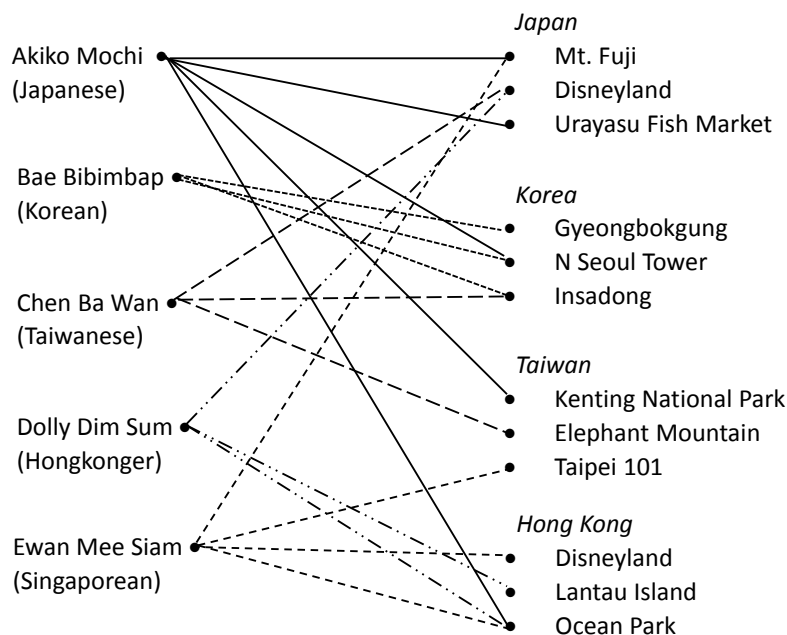 Akiko Mochi
(Japanese)
Bae Bibimbap
(Korean)
Chen Ba Wan
(Taiwanese)
Dolly Dim Sum
(Hongkonger)
Ewan Mee Siam
(Singaporean)
Japan
Mt. Fuji
Disneyland
Urayasu Fish Market
Korea
Gyeongbokgung
N Seoul Tower
Insadong
Taiwan
Kenting National Park
Elephant Mountain
Taipei 101
Hong Kong
Disneyland
Lantau Island
Ocean Park